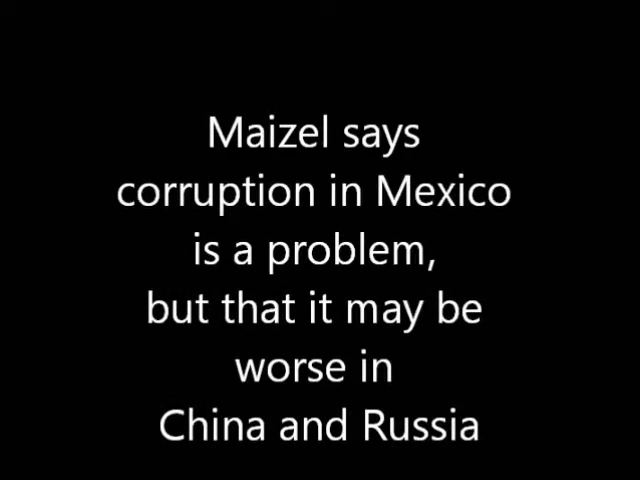 Maizel says
corruption in Mexico
is a problem,
but that it may be
worse in
China and Russia